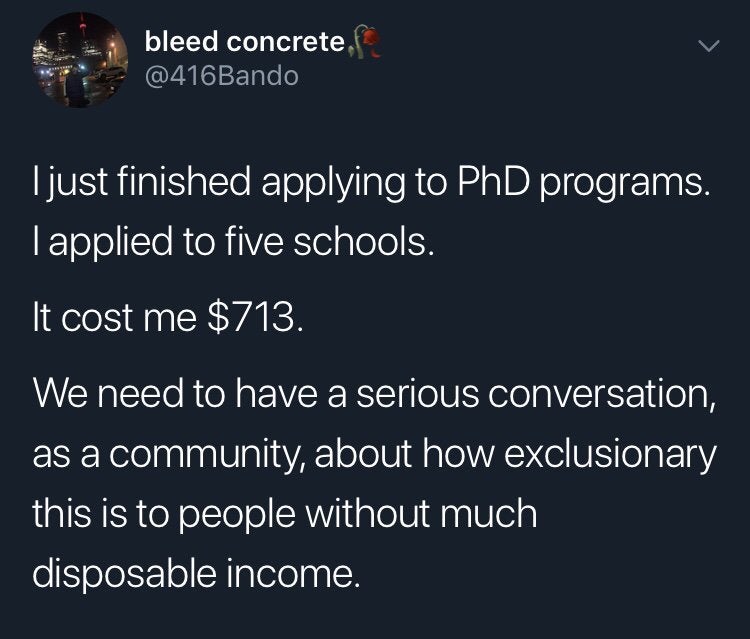 bleed concrete🥀
@416Bando
I just finished applying to PhD programs.
I applied to five schools.
It cost me $713.
We need to have a serious conversation,
as a community, about how exclusionary
this is to people without much
disposable income.